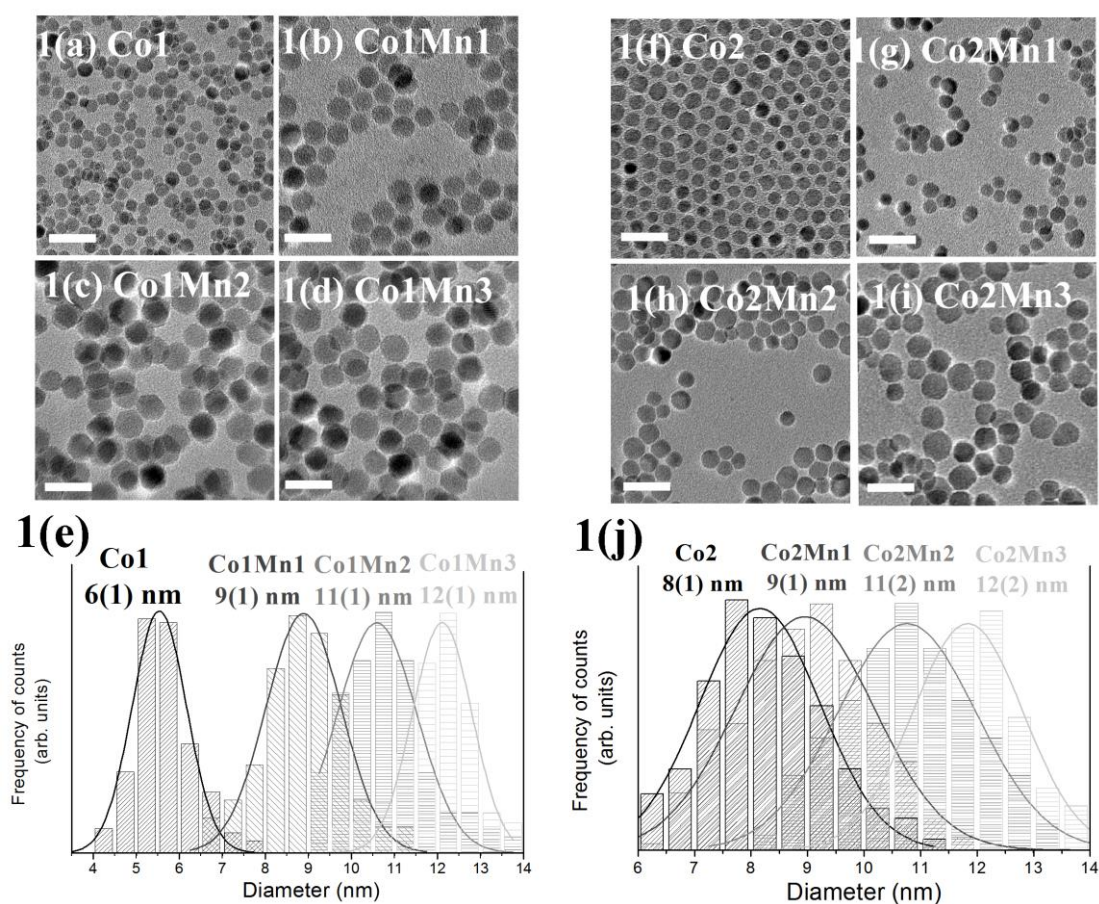 1(a) Co1
1(b) Co1Mn1
1(c) Co1Mn2
1(d) Co1Mn3
1(e)
Co1
6(1) nm
Co1Mn1
9(1) nm
Co1Mn2
11(1) nm
Co1Mn3
12(1) nm
Frequency of counts
(arb. units)
4 5 6 7 8 9 10 11 12 13 14
Diameter (nm)
1(f) Co2
1(g) Co2Mn1
1(h) Co2Mn2
1(i) Co2Mn3
1(j)
Co2
8(1) nm
Co2Mn1
9(1) nm
Co2Mn2
11(2) nm
Co2Mn3
12(2) nm
Frequency of counts
(arb. units)
6 7 8 9 10 11 12 13 14
Diameter (nm)